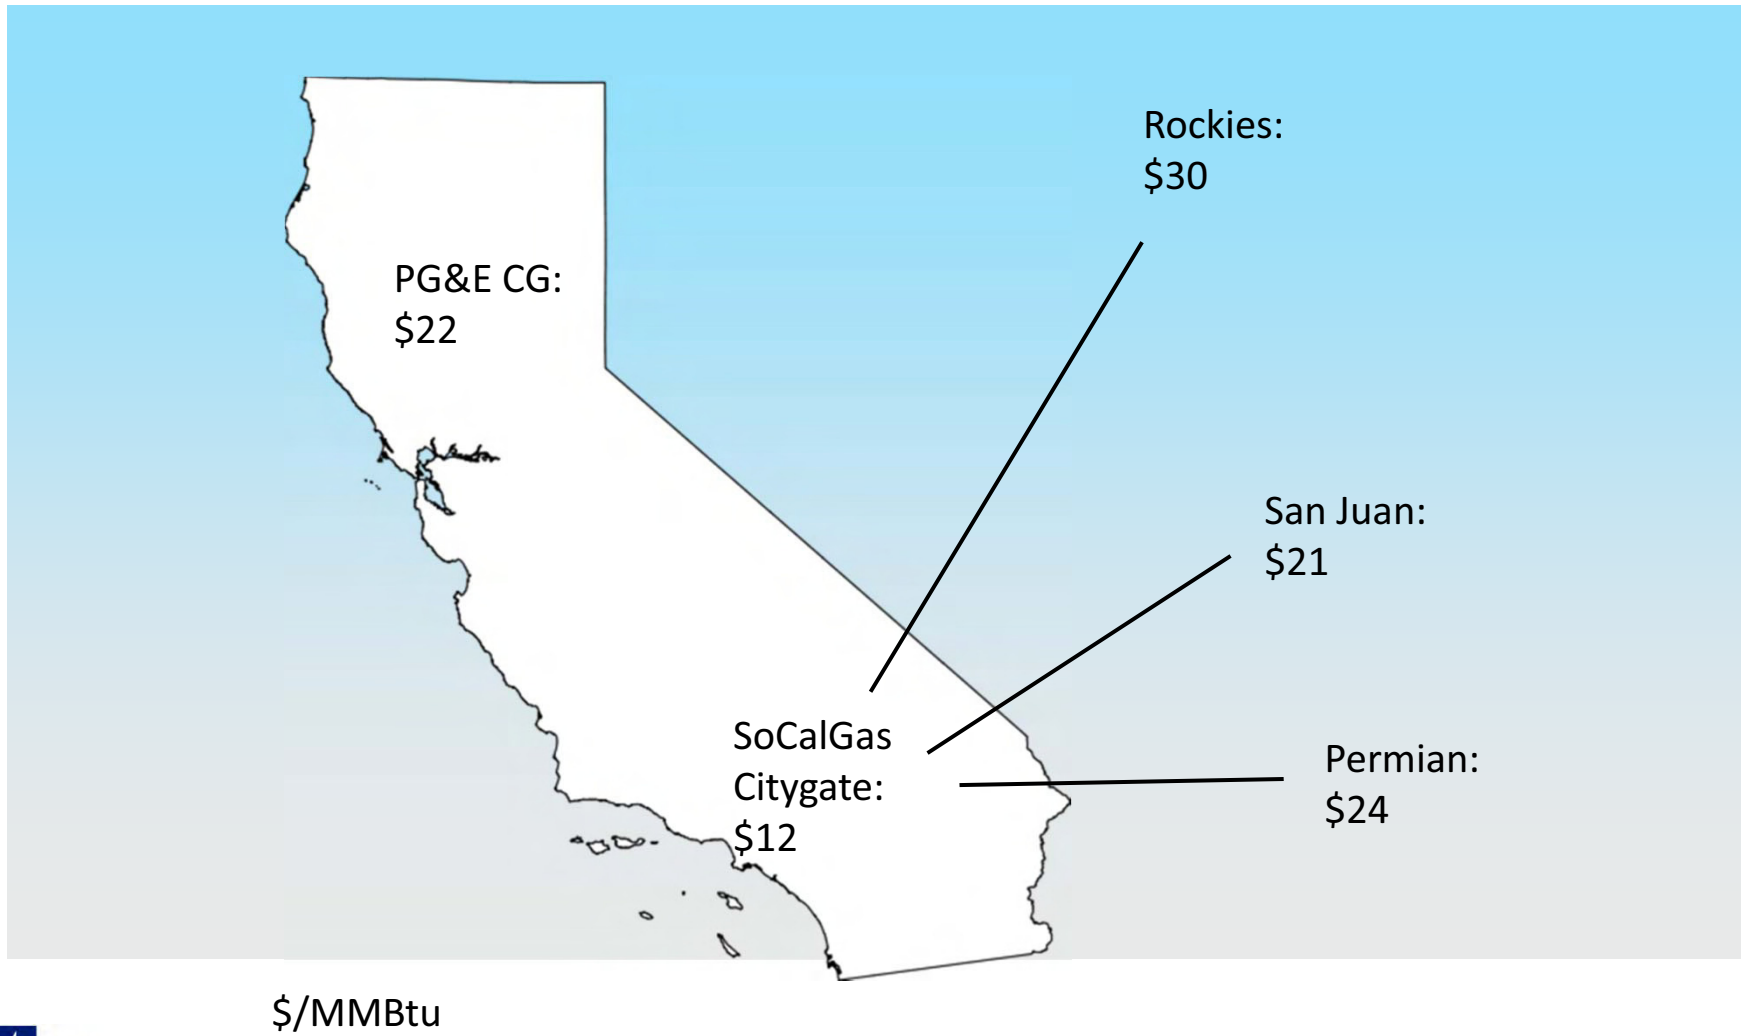 Rockies:
$30
PG&E CG:
$22
San Juan:
$21
SoCalGas
Citygate:
$12
Permian:
$24
$/MMBtu